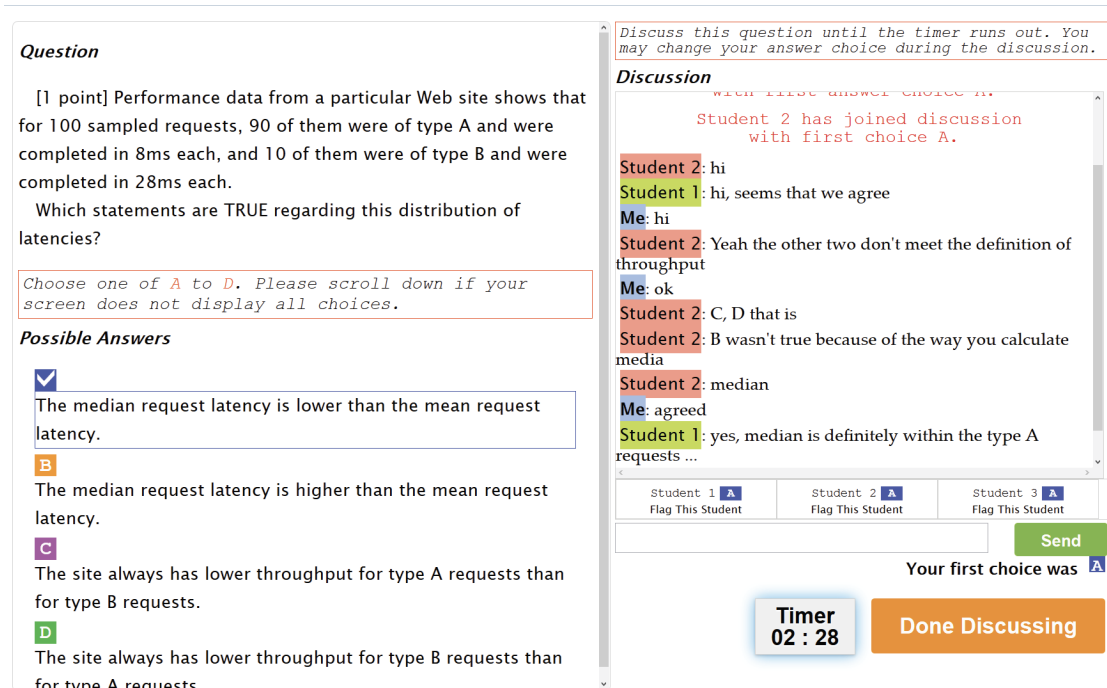 Question
[1 point] Performance data from a particular Web site shows that
for 100 sampled requests, 90 of them were of type A and were
completed in 8ms each, and 10 of them were of type B and were
completed in 28ms each.
Which statements are TRUE regarding this distribution of
latencies?
Choose one of A to D. Please scroll down if your
screen does not display all choices.
Possible Answers
The median request latency is lower than the mean request
latency.
B
The median request latency is higher than the mean request
latency.
C
The site always has lower throughput for type A requests than
for type B requests.
D
The site always has lower throughput for type B requests than
for type A requests.
Discuss this question until the timer runs out. You
may change your answer choice during the discussion.
Discussion
with first answer choice A.
Student 2 has joined discussion
with first choice A.
Student 2: hi
Student 1: hi, seems that we agree
Me: hi
Student 2: Yeah the other two don't meet the definition of
throughput
Me: ok
Student 2: C, D that is
Student 2: B wasn't true because of the way you calculate
media
Student 2: median
Me: agreed
Student 1: yes, median is definitely within the type A
requests ...
Student 1 A
Flag This Student
Student 2 A
Flag This Student
Student 3 A
Flag This Student
Send
Your first choice was A
Timer
02 : 28
Done Discussing